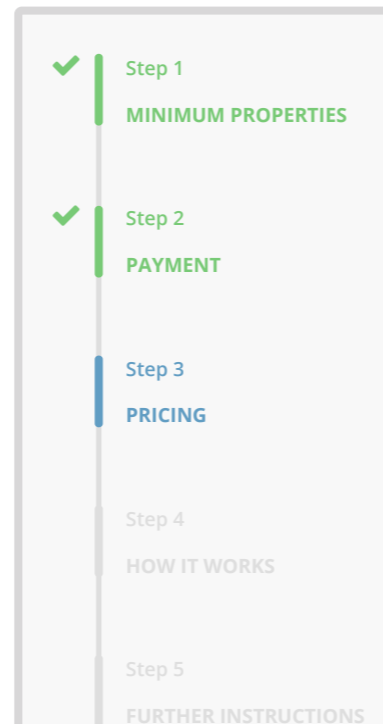 Step 1
MINIMUM PROPERTIES
Step 2
PAYMENT
Step 3
PRICING
Step 4
HOW IT WORKS
Step 5
FURTHER INSTRUCTIONS